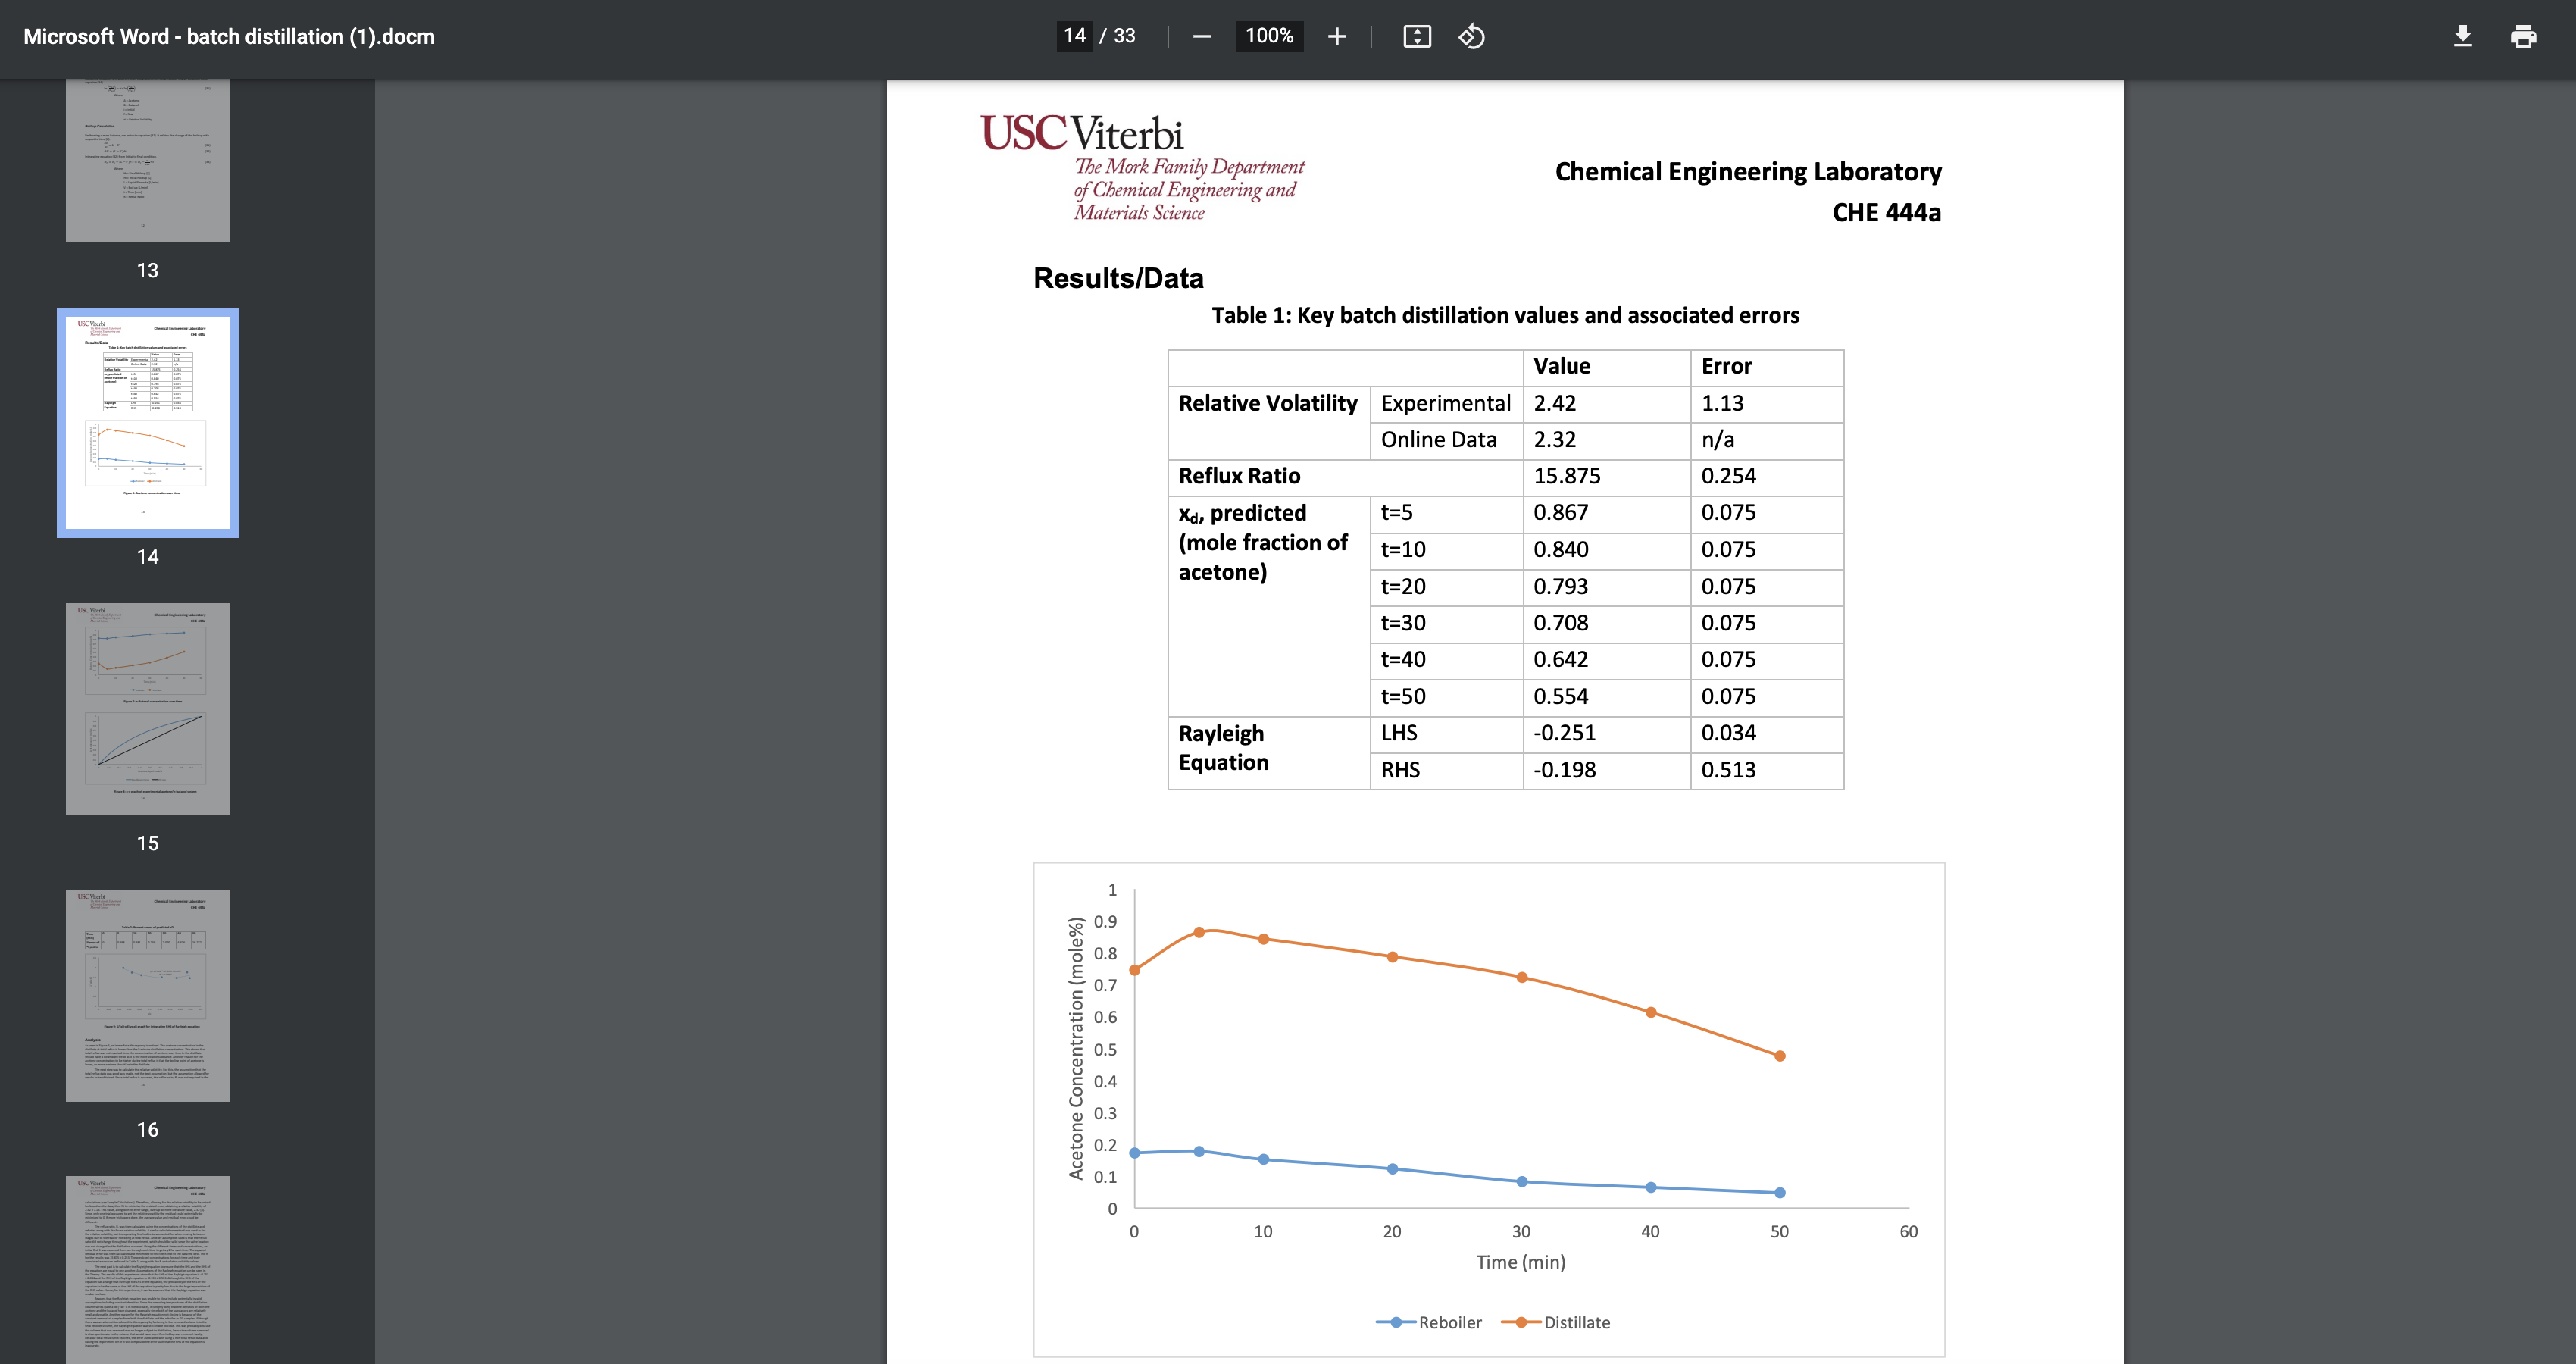 Microsoft Word - batch distillation (1).docm
14 / 33
100%
13
14
15
16
USC Viterbi
The Mork Family Department
of Chemical Engineering and
Materials Science
Chemical Engineering Laboratory
CHE 444a
Results/Data
Table 1: Key batch distillation values and associated errors
Value Error
Relative Volatility Experimental 2.42 1.13
Online Data 2.32 n/a
Reflux Ratio 15.875 0.254
xd, predicted (mole fraction of acetone) t=5 0.867 0.075
t=10 0.840 0.075
t=20 0.793 0.075
t=30 0.708 0.075
t=40 0.642 0.075
t=50 0.554 0.075
Rayleigh Equation LHS -0.251 0.034
RHS -0.198 0.513
Acetone Concentration (mole%)
1
0.9
0.8
0.7
0.6
0.5
0.4
0.3
0.2
0.1
0
0 10 20 30 40 50 60
Time (min)
Reboiler Distillate